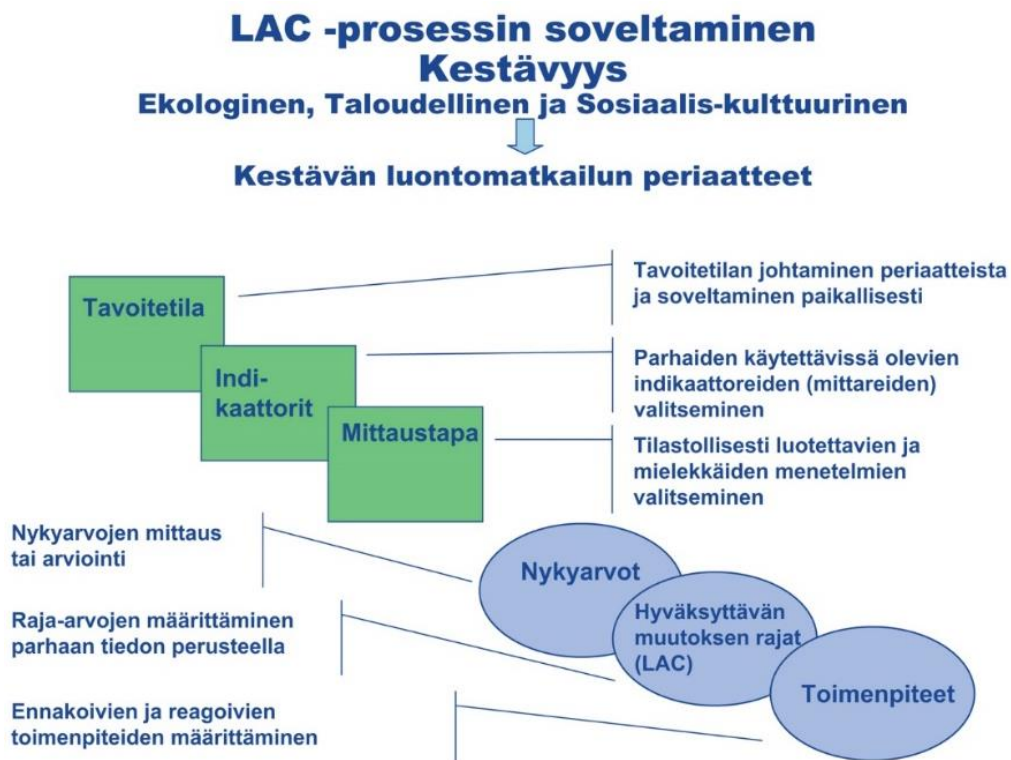 LAC -prosessin soveltaminen
Kestävyys
Ekologinen, Taloudellinen ja Sosiaalis-kulttuurinen
Kestävän luontomatkailun periaatteet
Tavoitetila
Tavoitetilan johtaminen periaatteista
ja soveltaminen paikallisesti
Indi-
kaattorit
Parhaiden käytettävissä olevien
indikaattoreiden (mittareiden)
valitseminen
Mittaustapa
Tilastollisesti luotettavien ja
mielekkäiden menetelmien
valitseminen
Nykyarvojen mittaus
tai arviointi
Nykyarvot
Raja-arvojen määrittäminen
parhaan tiedon perusteella
Hyväksyttävän
muutoksen rajat
(LAC)
Ennakoivien ja reagoivien
toimenpiteiden määrittäminen
Toimenpiteet